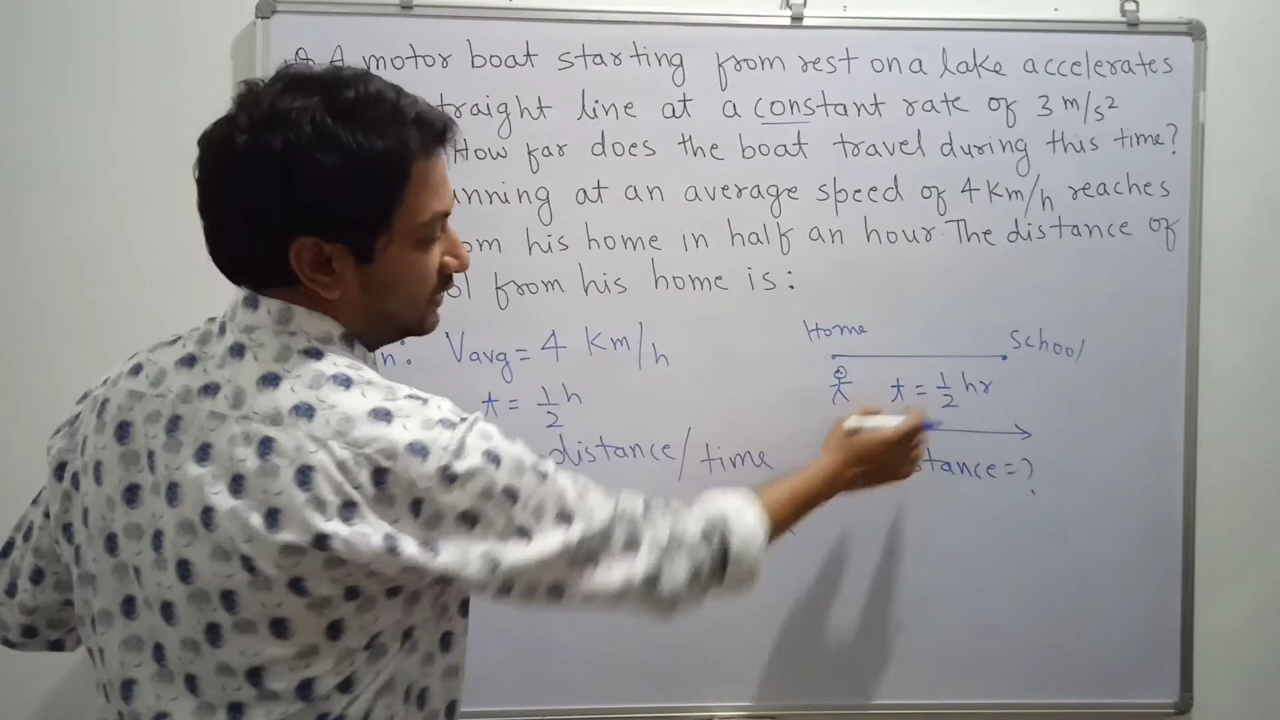 Q A motor boat starting from rest on a lake accelerates
traight line at a constant rate of 3 m/s²
How far does the boat travel during this time?
unning at an average speed of 4 Km/h reaches
om his home in half an hour. The distance of
ol from his home is:
n: Vavg = 4 Km/h
t = 1/2 h
distance/time
Home
School
t = 1/2 hr
stance = ?